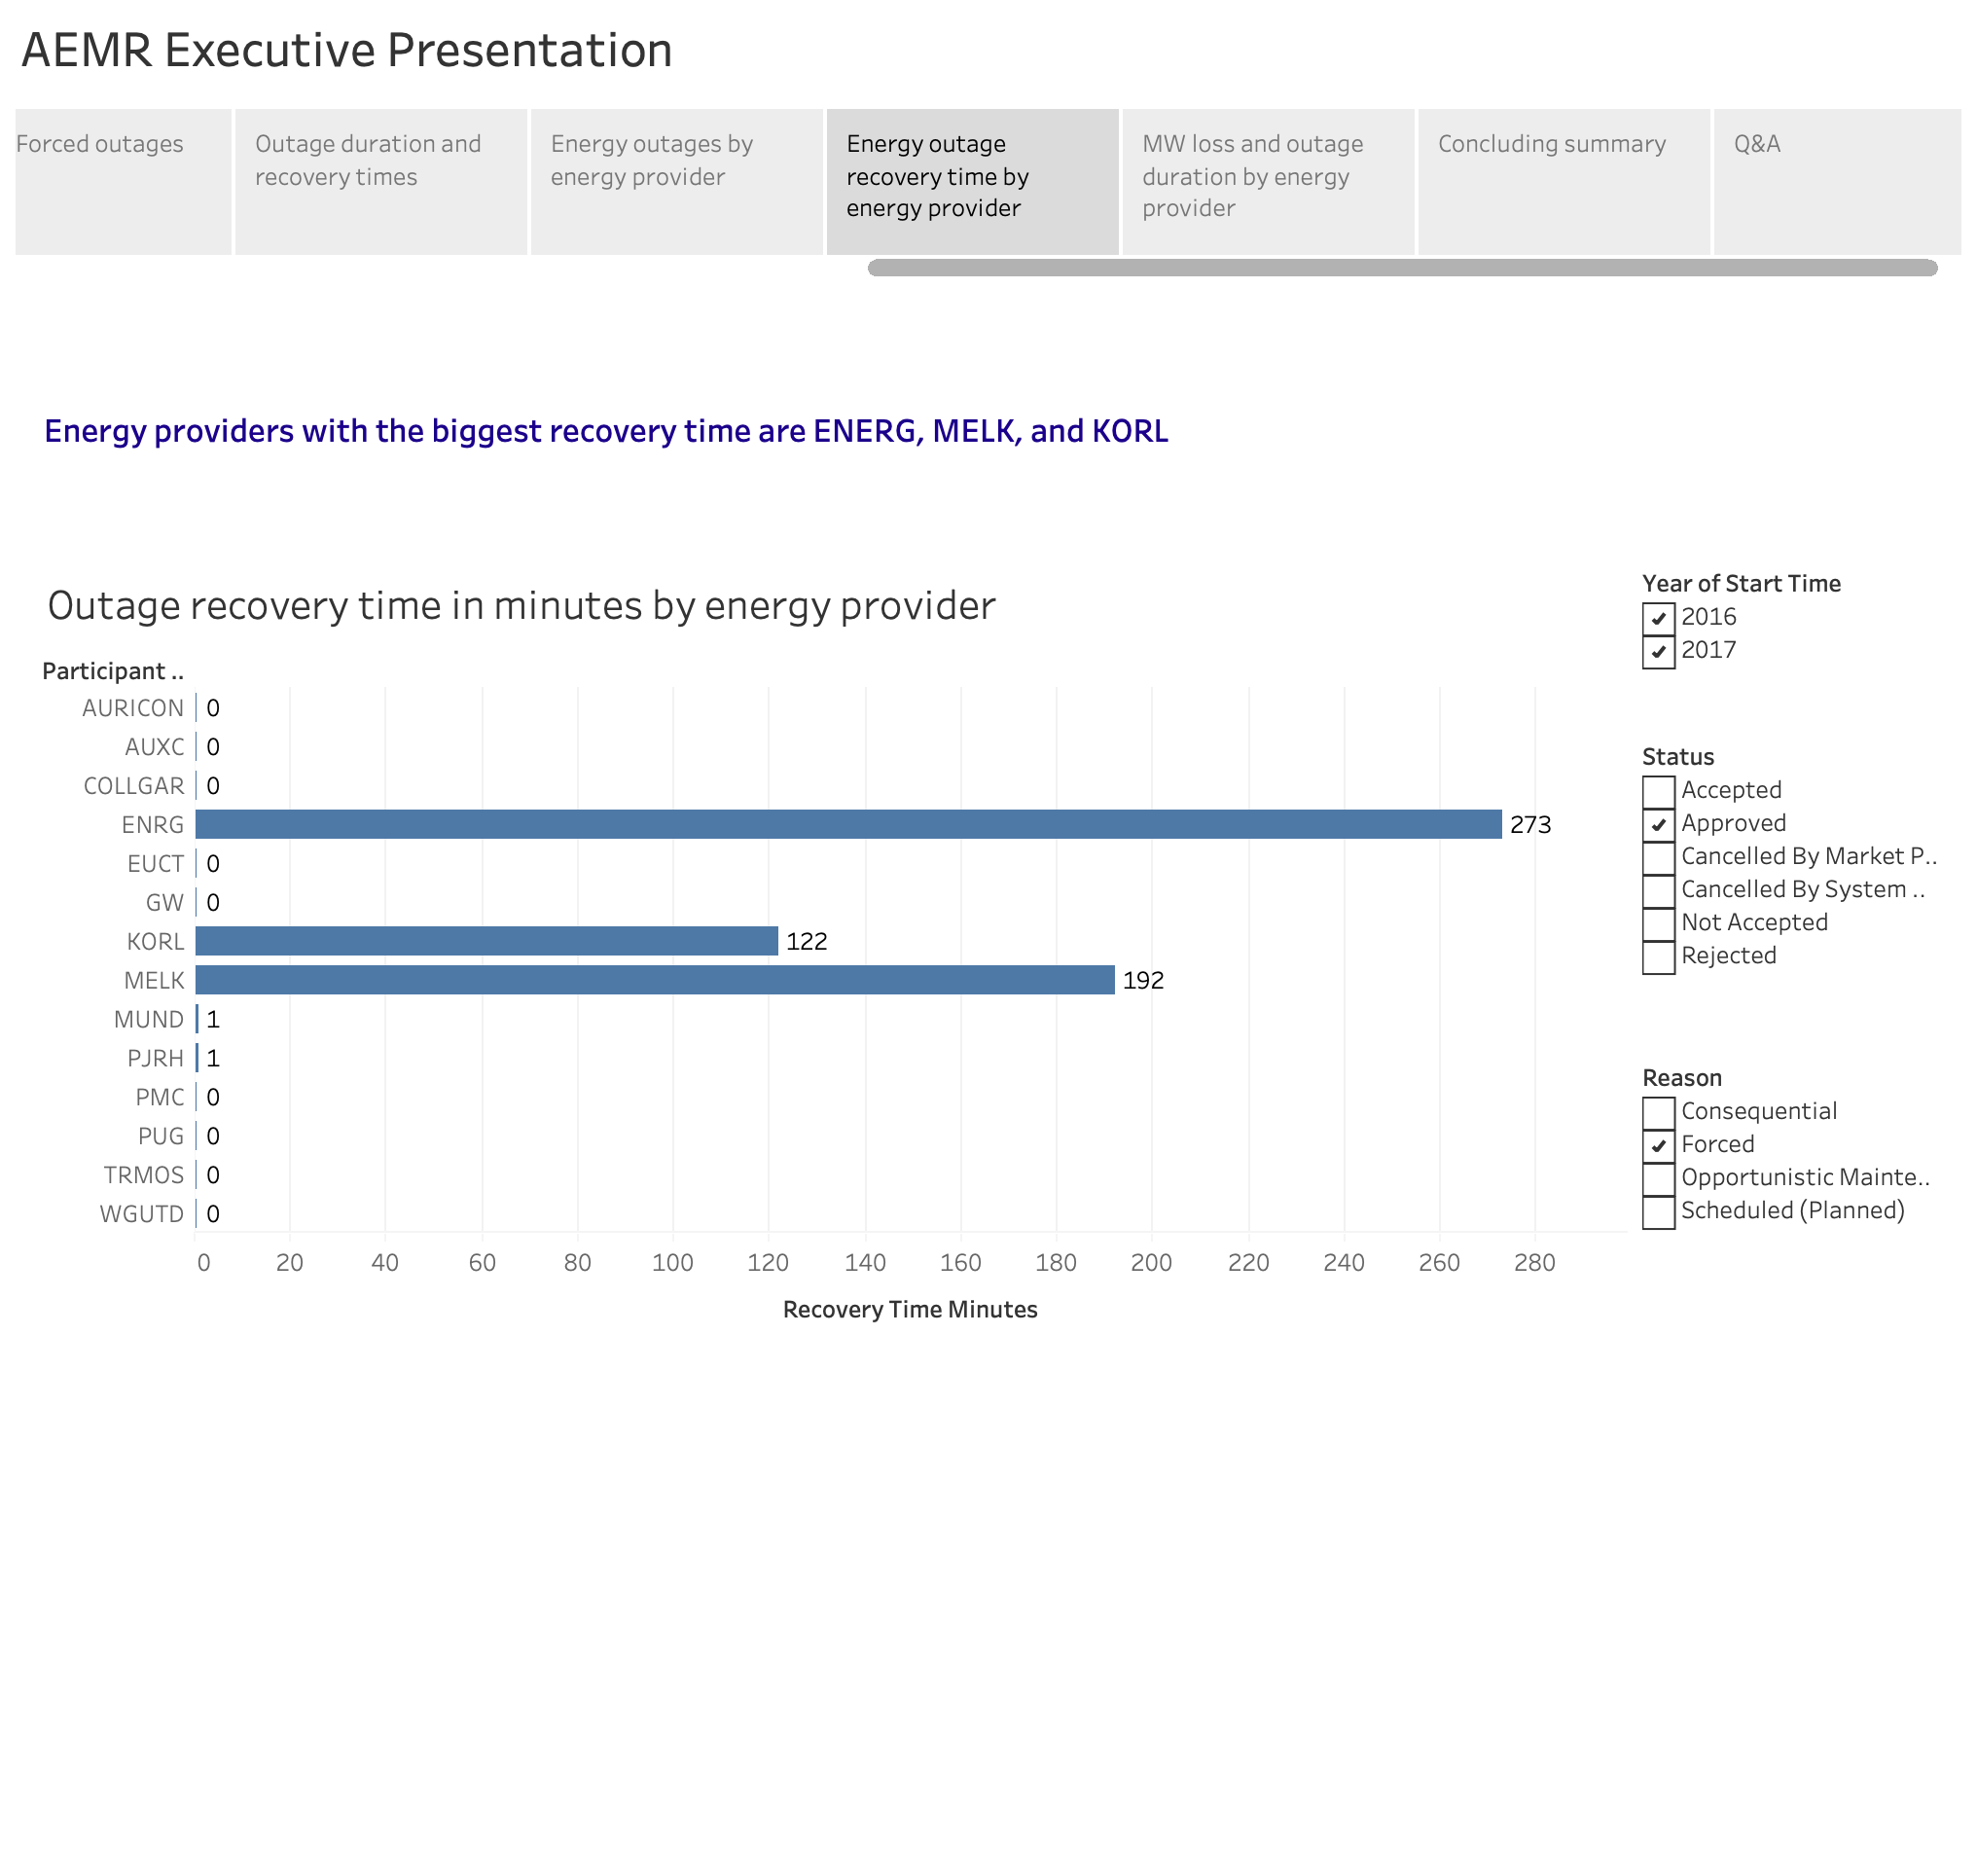 AEMR Executive Presentation
Forced outages
Outage duration and
recovery times
Energy outages by
energy provider
Energy outage
recovery time by
energy provider
MW loss and outage
duration by energy
provider
Concluding summary
Q&A
Energy providers with the biggest recovery time are ENERG, MELK, and KORL
Outage recovery time in minutes by energy provider
Participant ..
AURICON 0
AUXC 0
COLLGAR 0
ENRG 273
EUCT 0
GW 0
KORL 122
MELK 192
MUND 1
PJRH 1
PMC 0
PUG 0
TRMOS 0
WGUTD 0
0 20 40 60 80 100 120 140 160 180 200 220 240 260 280
Recovery Time Minutes
Year of Start Time
2016
2017
Status
Accepted
Approved
Cancelled By Market P..
Cancelled By System ..
Not Accepted
Rejected
Reason
Consequential
Forced
Opportunistic Mainte..
Scheduled (Planned)